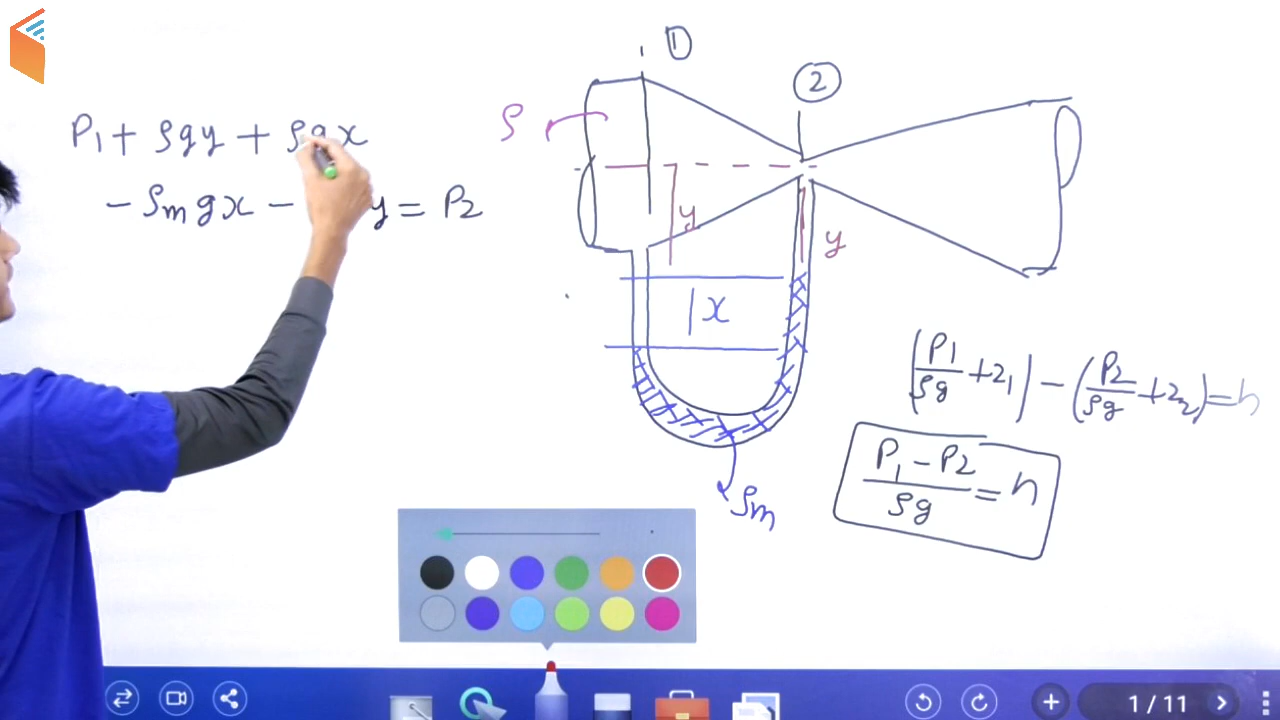 P₁ + ρgy + ρgx
- ρₘgx - y = P₂
①
②
ρ
y
y
x
ρₘ
(P₁/ρg + z₁) - (P₂/ρg + z₂) = h
(P₁ - P₂)/ρg = h
1 / 11